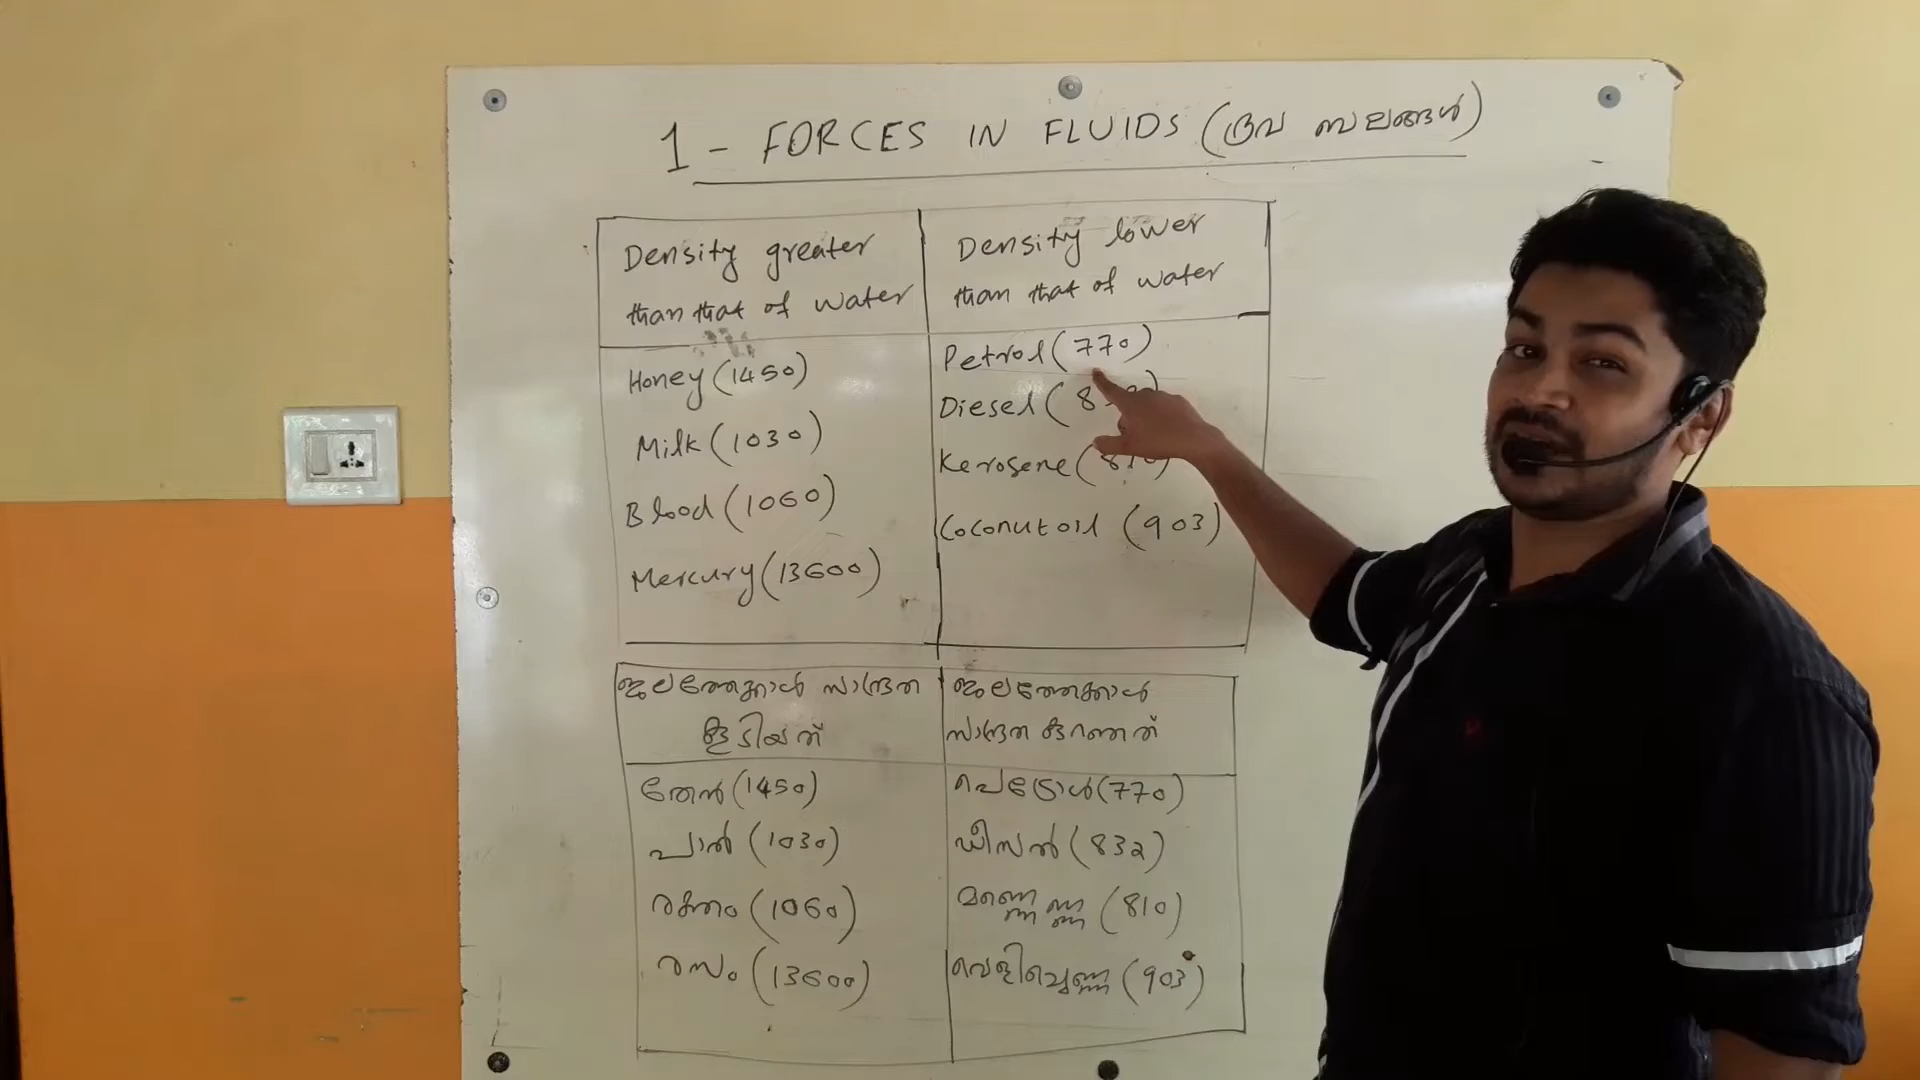 1 - FORCES IN FLUIDS (ദ്രവ ബലങ്ങൾ)
Density greater
than that of water
Density lower
than that of water
Honey (1450)
Milk (1030)
Blood (1060)
Mercury (13600)
Petrol (770)
Diesel (8
Kerosene (810)
Coconut oil (903)
ജലത്തേക്കാൾ സാന്ദ്രത
കൂടിയത്
ജലത്തേക്കാൾ
സാന്ദ്രത കുറഞ്ഞത്
തേൻ (1450)
പാൽ (1030)
രക്തം (1060)
രസം (13600)
പെട്രോൾ (770)
ഡീസൽ (832)
മണ്ണെണ്ണ (810)
വെളിച്ചെണ്ണ (903)